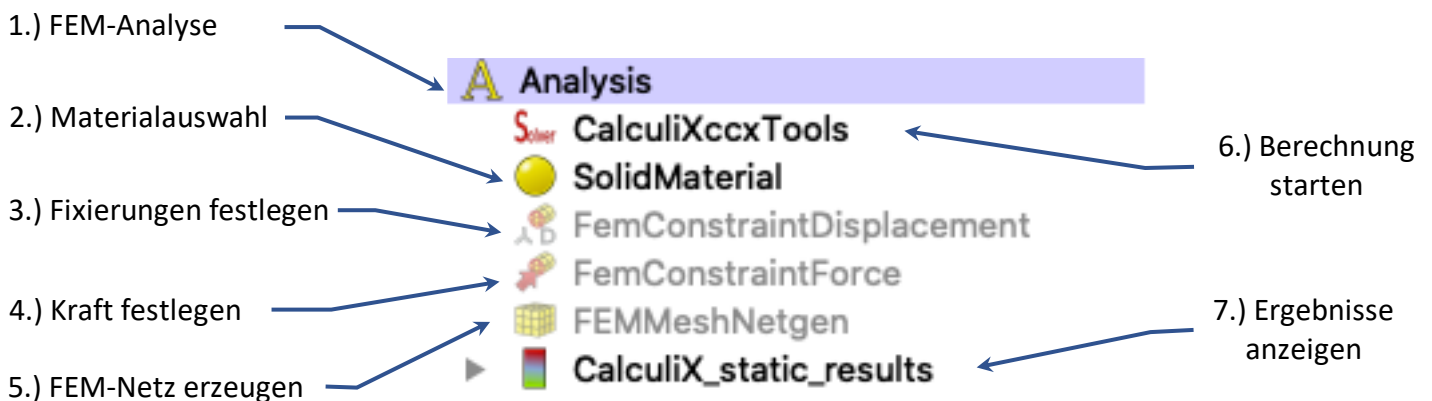 1.) FEM-Analyse
Analysis
2.) Materialauswahl
Solver CalculiXccxTools
6.) Berechnung
starten
SolidMaterial
3.) Fixierungen festlegen
D FemConstraintDisplacement
FemConstraintForce
4.) Kraft festlegen
FEMMeshNetgen
7.) Ergebnisse
anzeigen
CalculiX_static_results
5.) FEM-Netz erzeugen